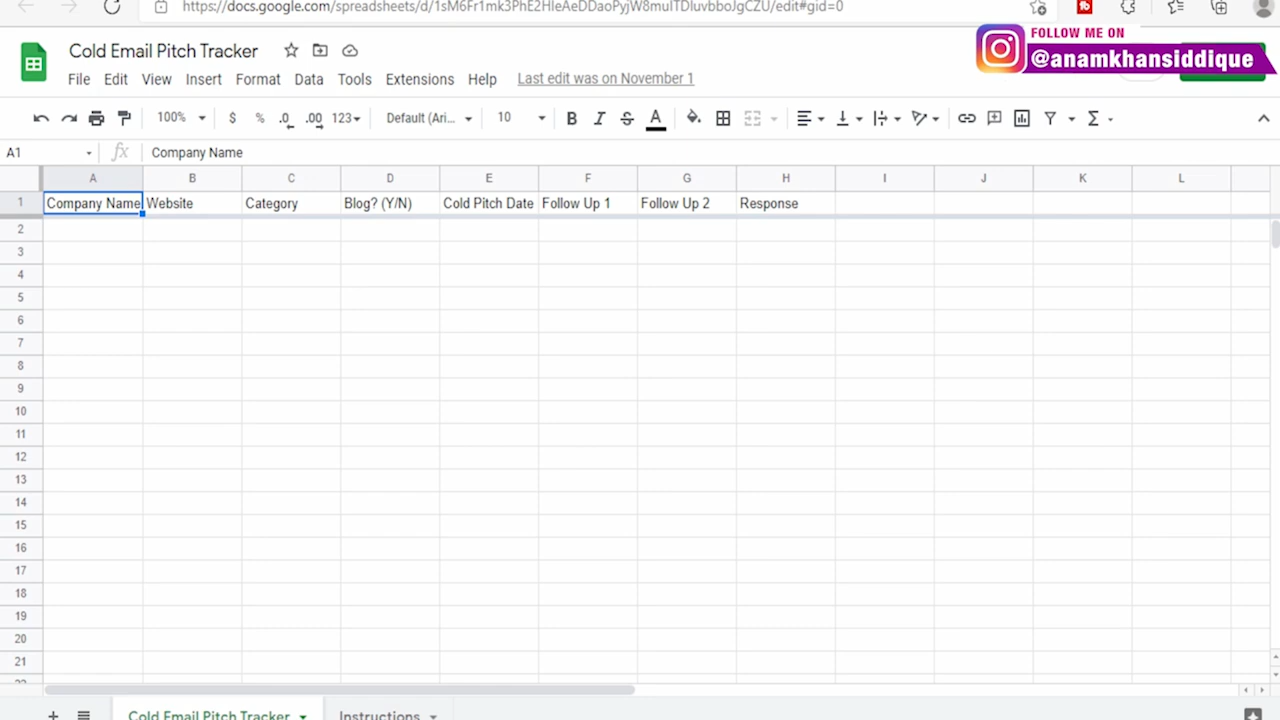 https://docs.google.com/spreadsheets/d/1sM6Fr1mk3PhE2HIeAeDDaoPyjW8muITDIuvbboJgCZU/edit#gid=0
Cold Email Pitch Tracker
FOLLOW ME ON
@anamkhansiddique
File Edit View Insert Format Data Tools Extensions Help Last edit was on November 1
100% $ % .0 .00 123 Default (Ari... 10 B I S A Σ
A1 fx Company Name
A B C D E F G H I J K L
1 Company Name Website Category Blog? (Y/N) Cold Pitch Date Follow Up 1 Follow Up 2 Response
2
3
4
5
6
7
8
9
10
11
12
13
14
15
16
17
18
19
20
21
Cold Email Pitch Tracker Instructions